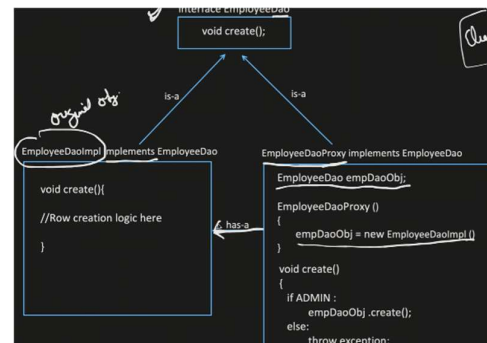 interface EmployeeDao
void create();
is-a
is-a
original obj.
EmployeeDaoImpl implements EmployeeDao
void create(){
//Row creation logic here
}
has-a
EmployeeDaoProxy implements EmployeeDao
EmployeeDao empDaoObj;
EmployeeDaoProxy ()
{
empDaoObj = new EmployeeDaoImpl ()
}
void create()
{
if ADMIN :
empDaoObj .create();
else:
throw exception;